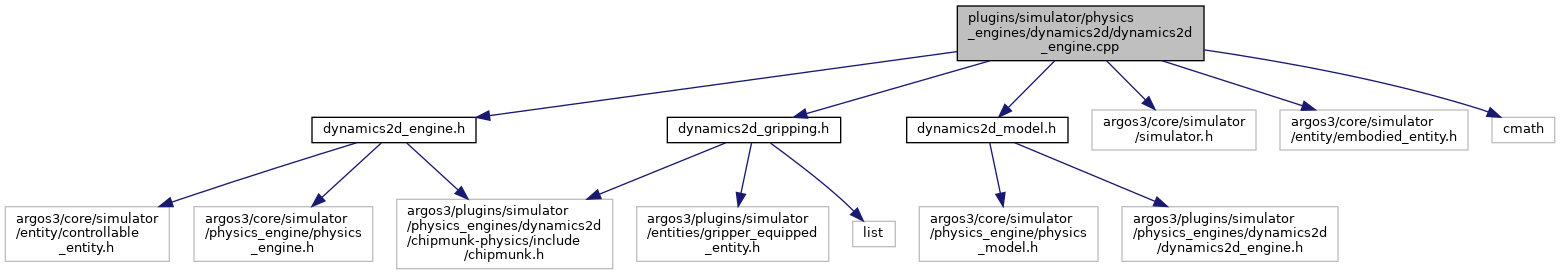 plugins/simulator/physics
_engines/dynamics2d/dynamics2d
_engine.cpp
dynamics2d_engine.h
dynamics2d_gripping.h
dynamics2d_model.h
argos3/core/simulator
/simulator.h
argos3/core/simulator
/entity/embodied_entity.h
cmath
argos3/core/simulator
/entity/controllable
_entity.h
argos3/core/simulator
/physics_engine/physics
_engine.h
argos3/plugins/simulator
/physics_engines/dynamics2d
/chipmunk-physics/include
/chipmunk.h
argos3/plugins/simulator
/entities/gripper_equipped
_entity.h
list
argos3/core/simulator
/physics_engine/physics
_model.h
argos3/plugins/simulator
/physics_engines/dynamics2d
/dynamics2d_engine.h